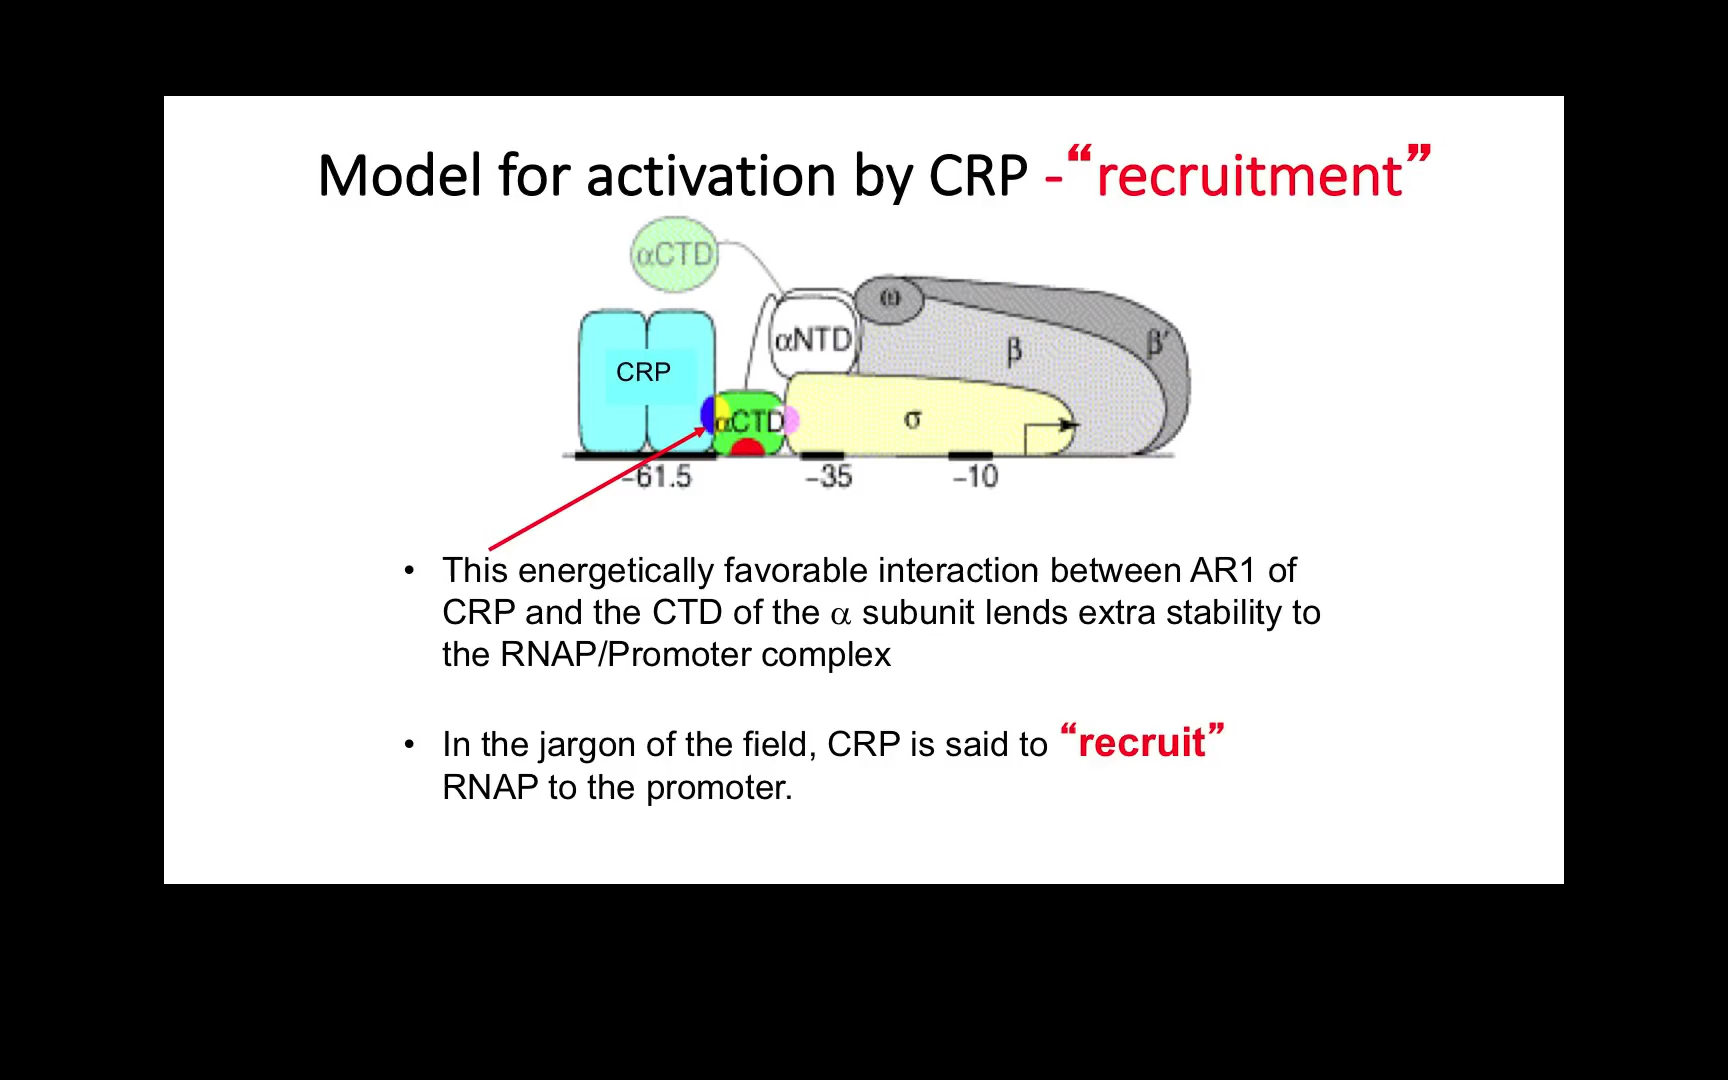 Model for activation by CRP -“recruitment”
αCTD
ω
αNTD
β
β′
CRP
αCTD
σ
–61.5
–35
–10
• This energetically favorable interaction between AR1 of
CRP and the CTD of the α subunit lends extra stability to
the RNAP/Promoter complex
• In the jargon of the field, CRP is said to “recruit”
RNAP to the promoter.